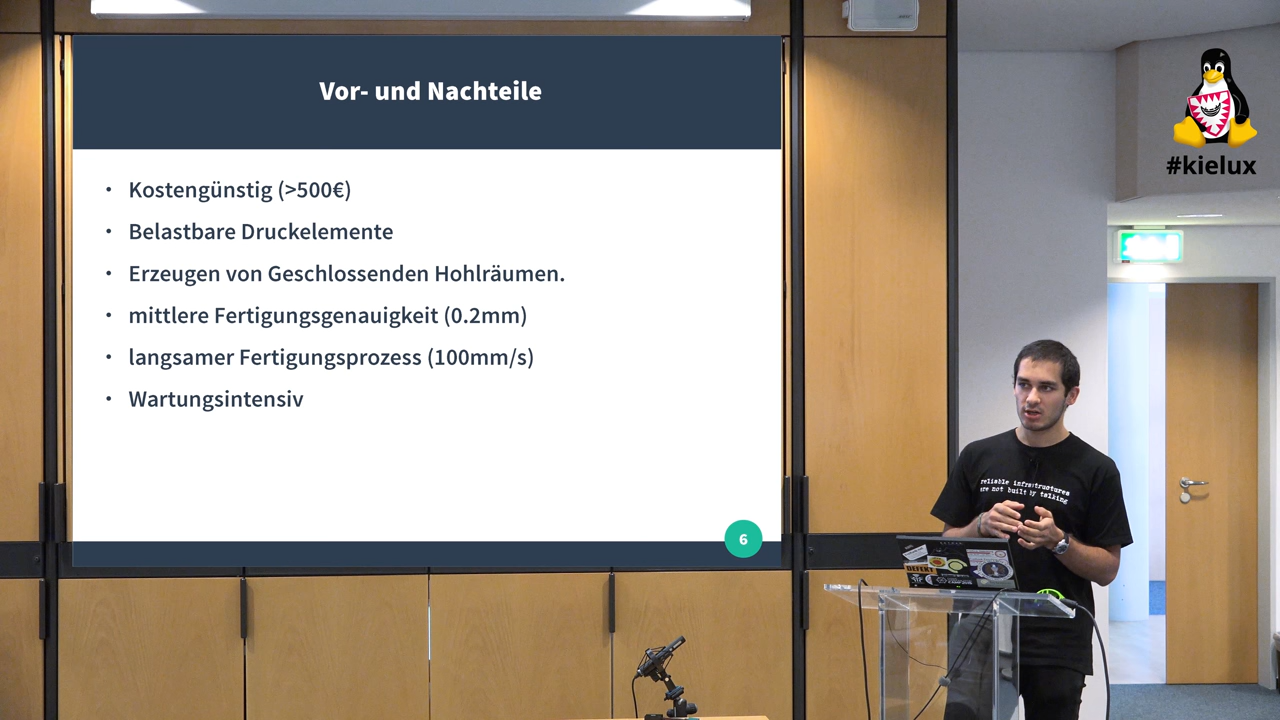 Vor- und Nachteile
• Kostengünstig (>500€)
• Belastbare Druckelemente
• Erzeugen von Geschlossenden Hohlräumen.
• mittlere Fertigungsgenauigkeit (0.2mm)
• langsamer Fertigungsprozess (100mm/s)
• Wartungsintensiv
6
#kielux
reliable infrastructures
are not built by talking
DEFEKT